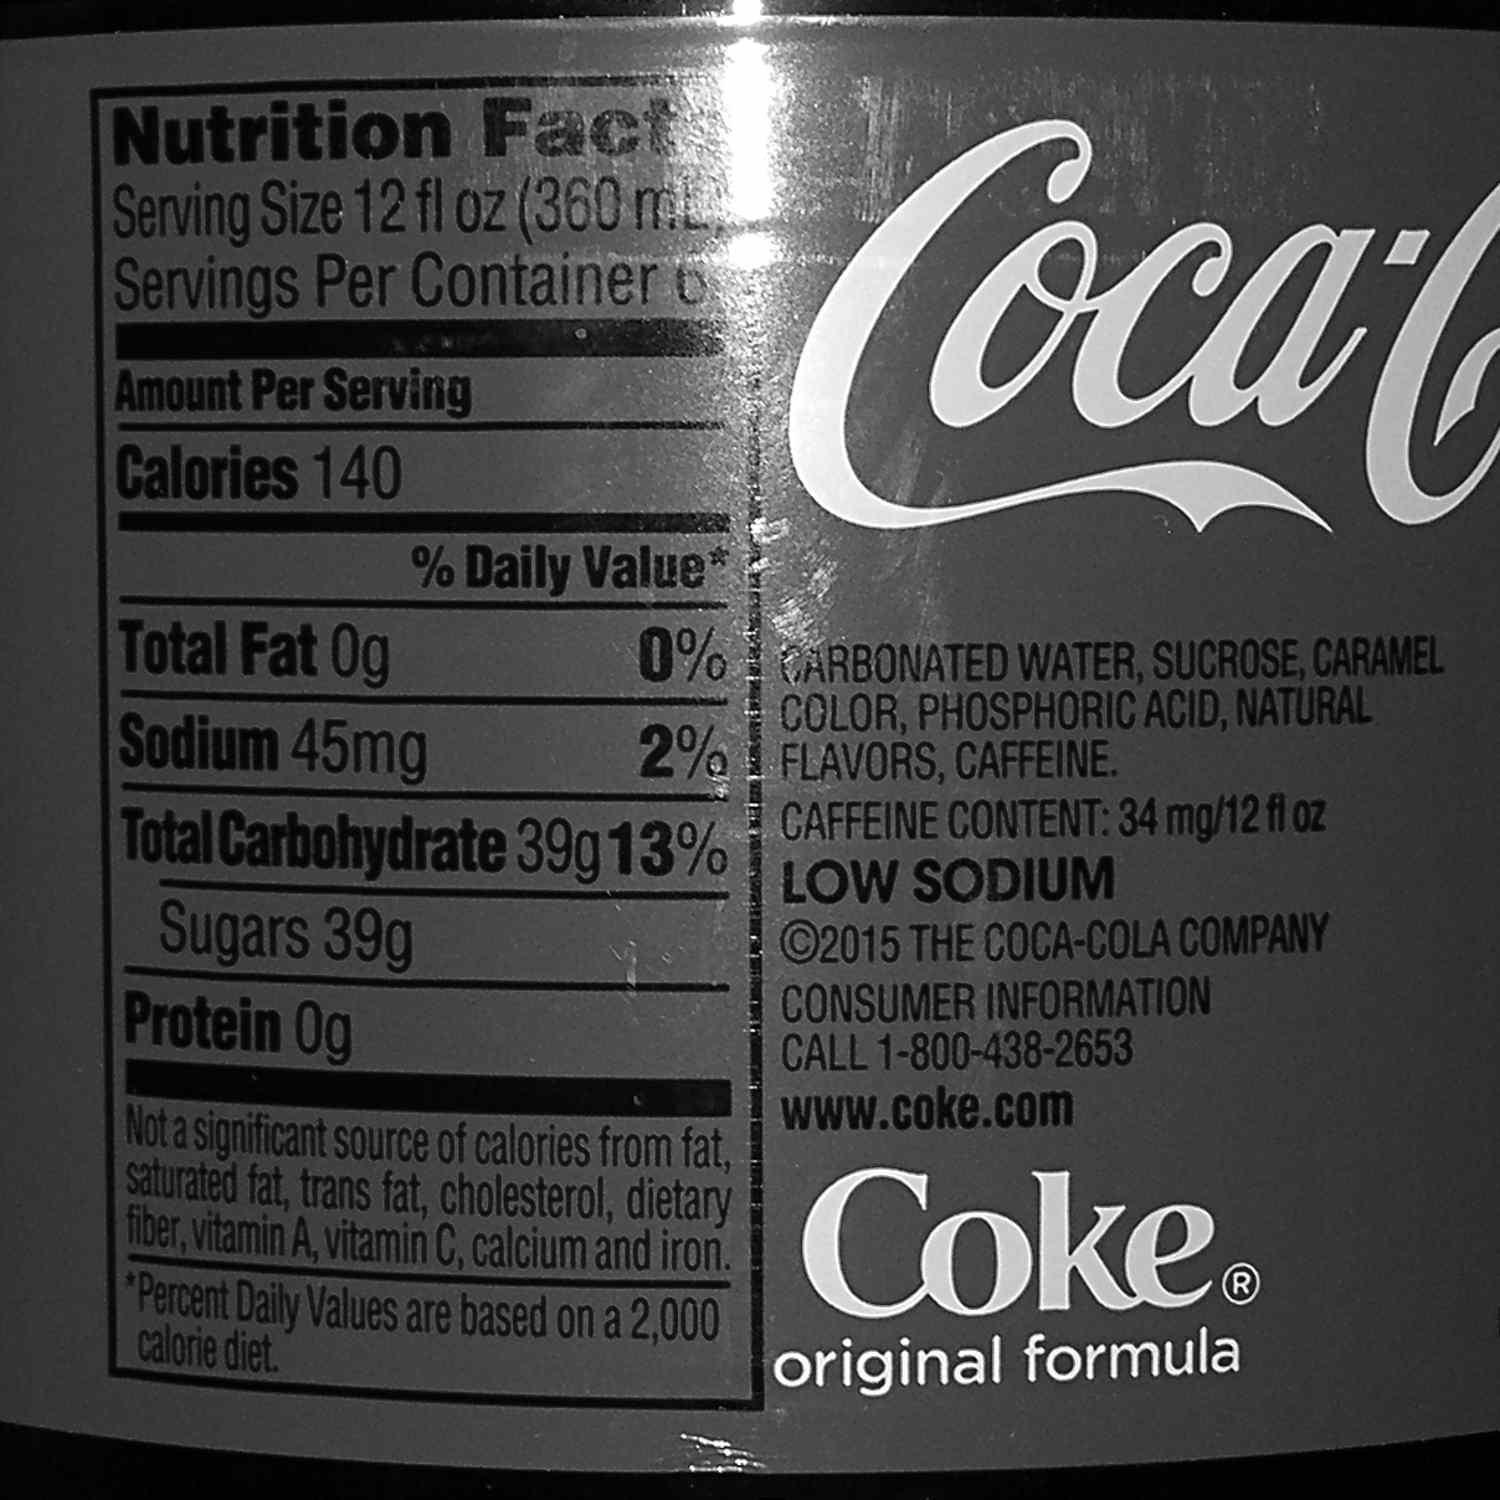 Nutrition Fact
Serving Size 12 fl oz (360 mL
Servings Per Container
Amount Per Serving
Calories 140
% Daily Value*
Total Fat 0g 0%
Sodium 45mg 2%
Total Carbohydrate 39g 13%
Sugars 39g
Protein 0g
Not a significant source of calories from fat,
saturated fat, trans fat, cholesterol, dietary
fiber, vitamin A, vitamin C, calcium and iron.
*Percent Daily Values are based on a 2,000
calorie diet.
Coca-C
CARBONATED WATER, SUCROSE, CARAMEL
COLOR, PHOSPHORIC ACID, NATURAL
FLAVORS, CAFFEINE.
CAFFEINE CONTENT: 34 mg/12 fl oz
LOW SODIUM
©2015 THE COCA-COLA COMPANY
CONSUMER INFORMATION
CALL 1-800-438-2653
www.coke.com
Coke®
original formula